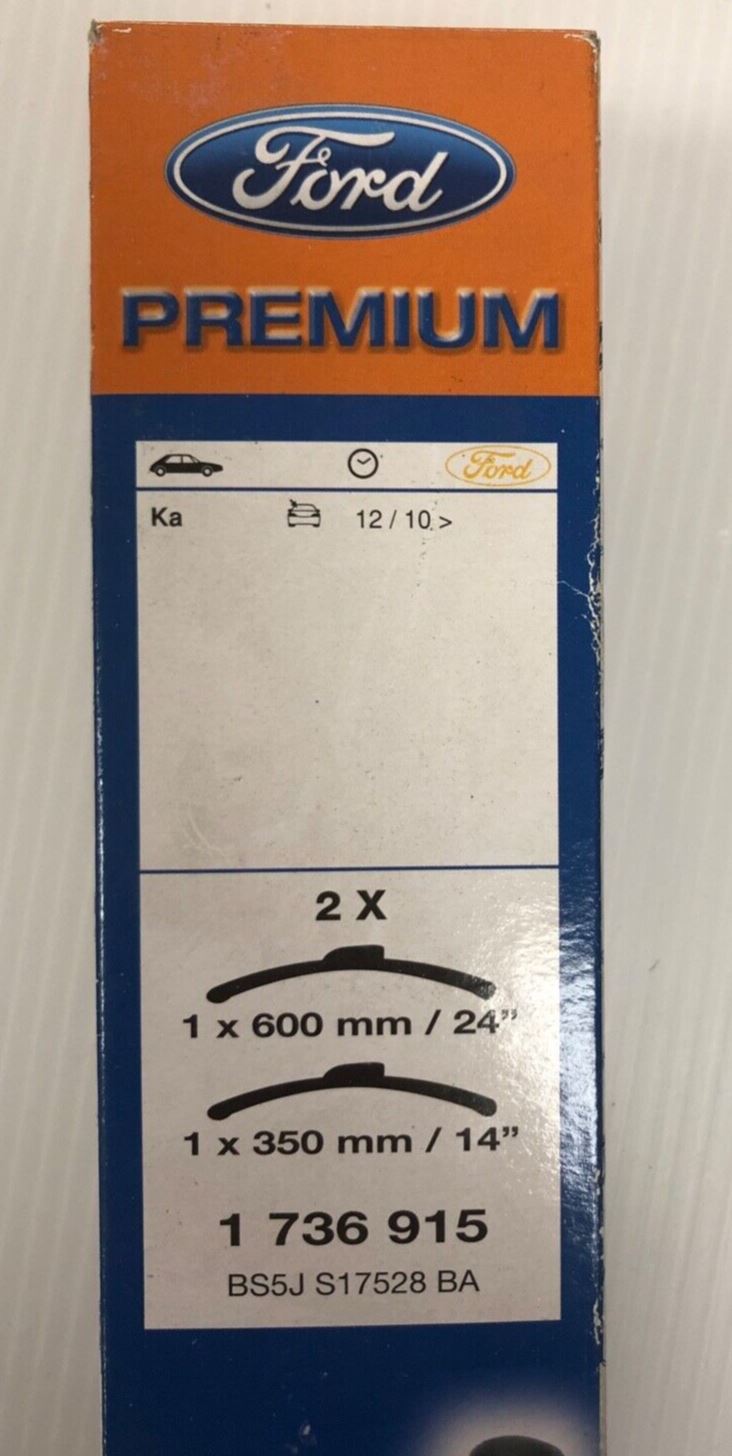 Ford
PREMIUM
Ford
Ka 12 / 10 >
2 X
1 x 600 mm / 24”
1 x 350 mm / 14”
1 736 915
BS5J S17528 BA